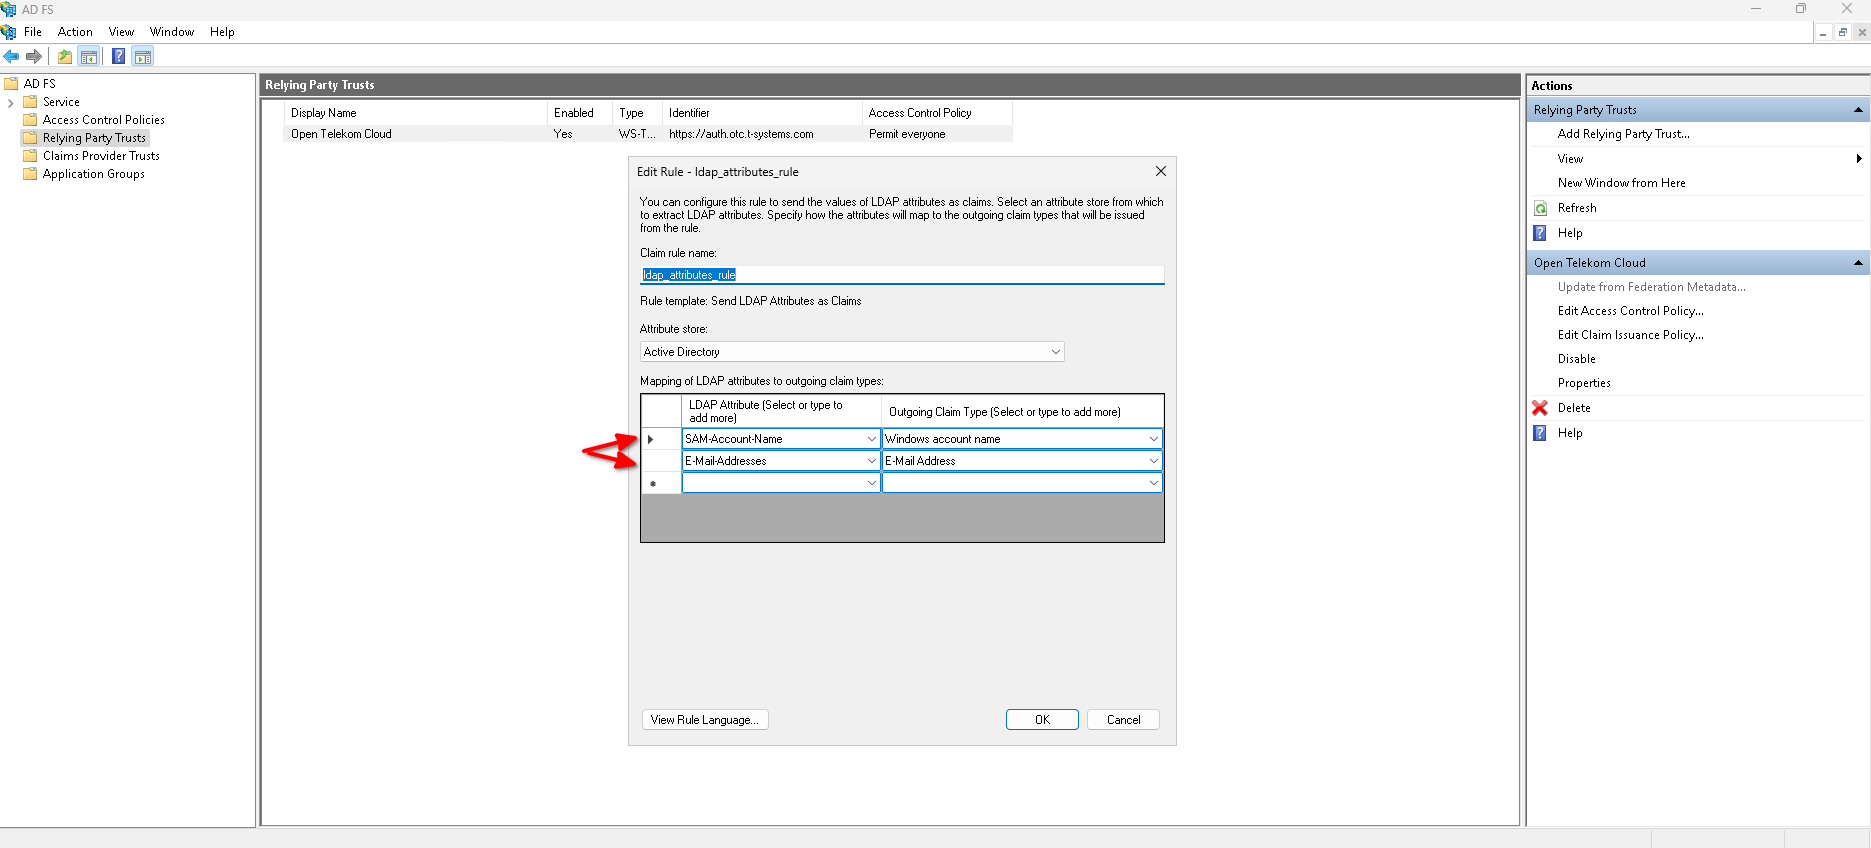 AD FS
File Action View Window Help
AD FS
Service
Access Control Policies
Relying Party Trusts
Claims Provider Trusts
Application Groups
Relying Party Trusts
Display Name Enabled Type Identifier Access Control Policy
Open Telekom Cloud Yes WS-T... https://auth.otc.t-systems.com Permit everyone
Edit Rule - ldap_attributes_rule
You can configure this rule to send the values of LDAP attributes as claims. Select an attribute store from which
to extract LDAP attributes. Specify how the attributes will map to the outgoing claim types that will be issued
from the rule.
Claim rule name:
ldap_attributes_rule
Rule template: Send LDAP Attributes as Claims
Attribute store:
Active Directory
Mapping of LDAP attributes to outgoing claim types:
LDAP Attribute (Select or type to
add more)
Outgoing Claim Type (Select or type to add more)
SAM-Account-Name Windows account name
E-Mail-Addresses E-Mail Address
*
View Rule Language... OK Cancel
Actions
Relying Party Trusts
Add Relying Party Trust...
View
New Window from Here
Refresh
Help
Open Telekom Cloud
Update from Federation Metadata...
Edit Access Control Policy...
Edit Claim Issuance Policy...
Disable
Properties
Delete
Help